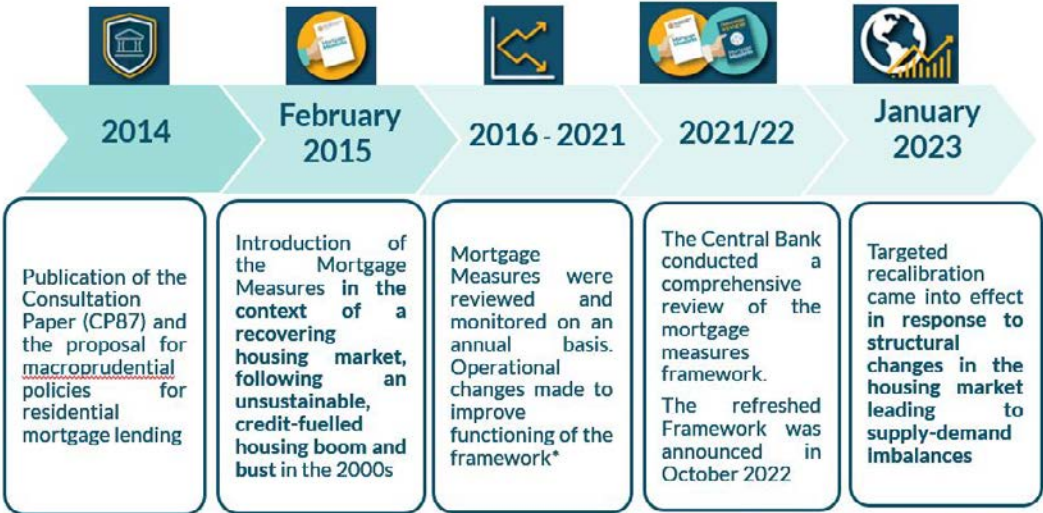 2014
February
2015
2016 - 2021
2021/22
January
2023
Publication of the
Consultation
Paper (CP87) and
the proposal for
macroprudential
policies for
residential
mortgage lending
Introduction of
the Mortgage
Measures in the
context of a
recovering
housing market,
following an
unsustainable,
credit-fuelled
housing boom and
bust in the 2000s
Mortgage
Measures were
reviewed and
monitored on an
annual basis.
Operational
changes made to
improve
functioning of the
framework*
The Central Bank
conducted a
comprehensive
review of the
mortgage
measures
framework.
The refreshed
Framework was
announced in
October 2022
Targeted
recalibration
came into effect
in response to
structural
changes in the
housing market
leading to
supply-demand
imbalances